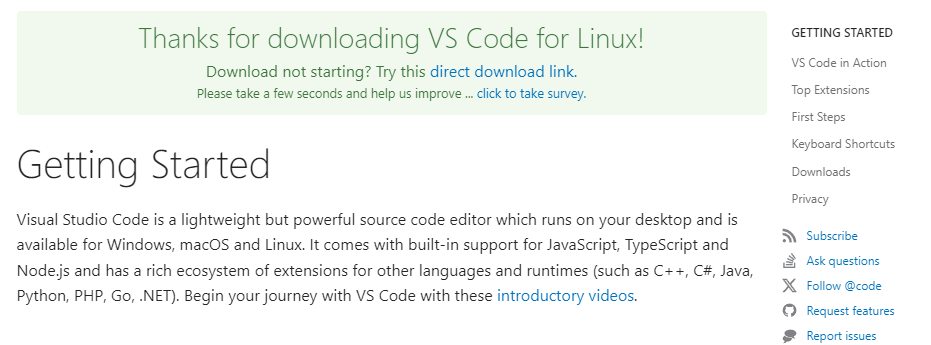 Thanks for downloading VS Code for Linux!
Download not starting? Try this direct download link.
Please take a few seconds and help us improve ... click to take survey.
Getting Started
Visual Studio Code is a lightweight but powerful source code editor which runs on your desktop and is
available for Windows, macOS and Linux. It comes with built-in support for JavaScript, TypeScript and
Node.js and has a rich ecosystem of extensions for other languages and runtimes (such as C++, C#, Java,
Python, PHP, Go, .NET). Begin your journey with VS Code with these introductory videos.
GETTING STARTED
VS Code in Action
Top Extensions
First Steps
Keyboard Shortcuts
Downloads
Privacy
Subscribe
Ask questions
Follow @code
Request features
Report issues